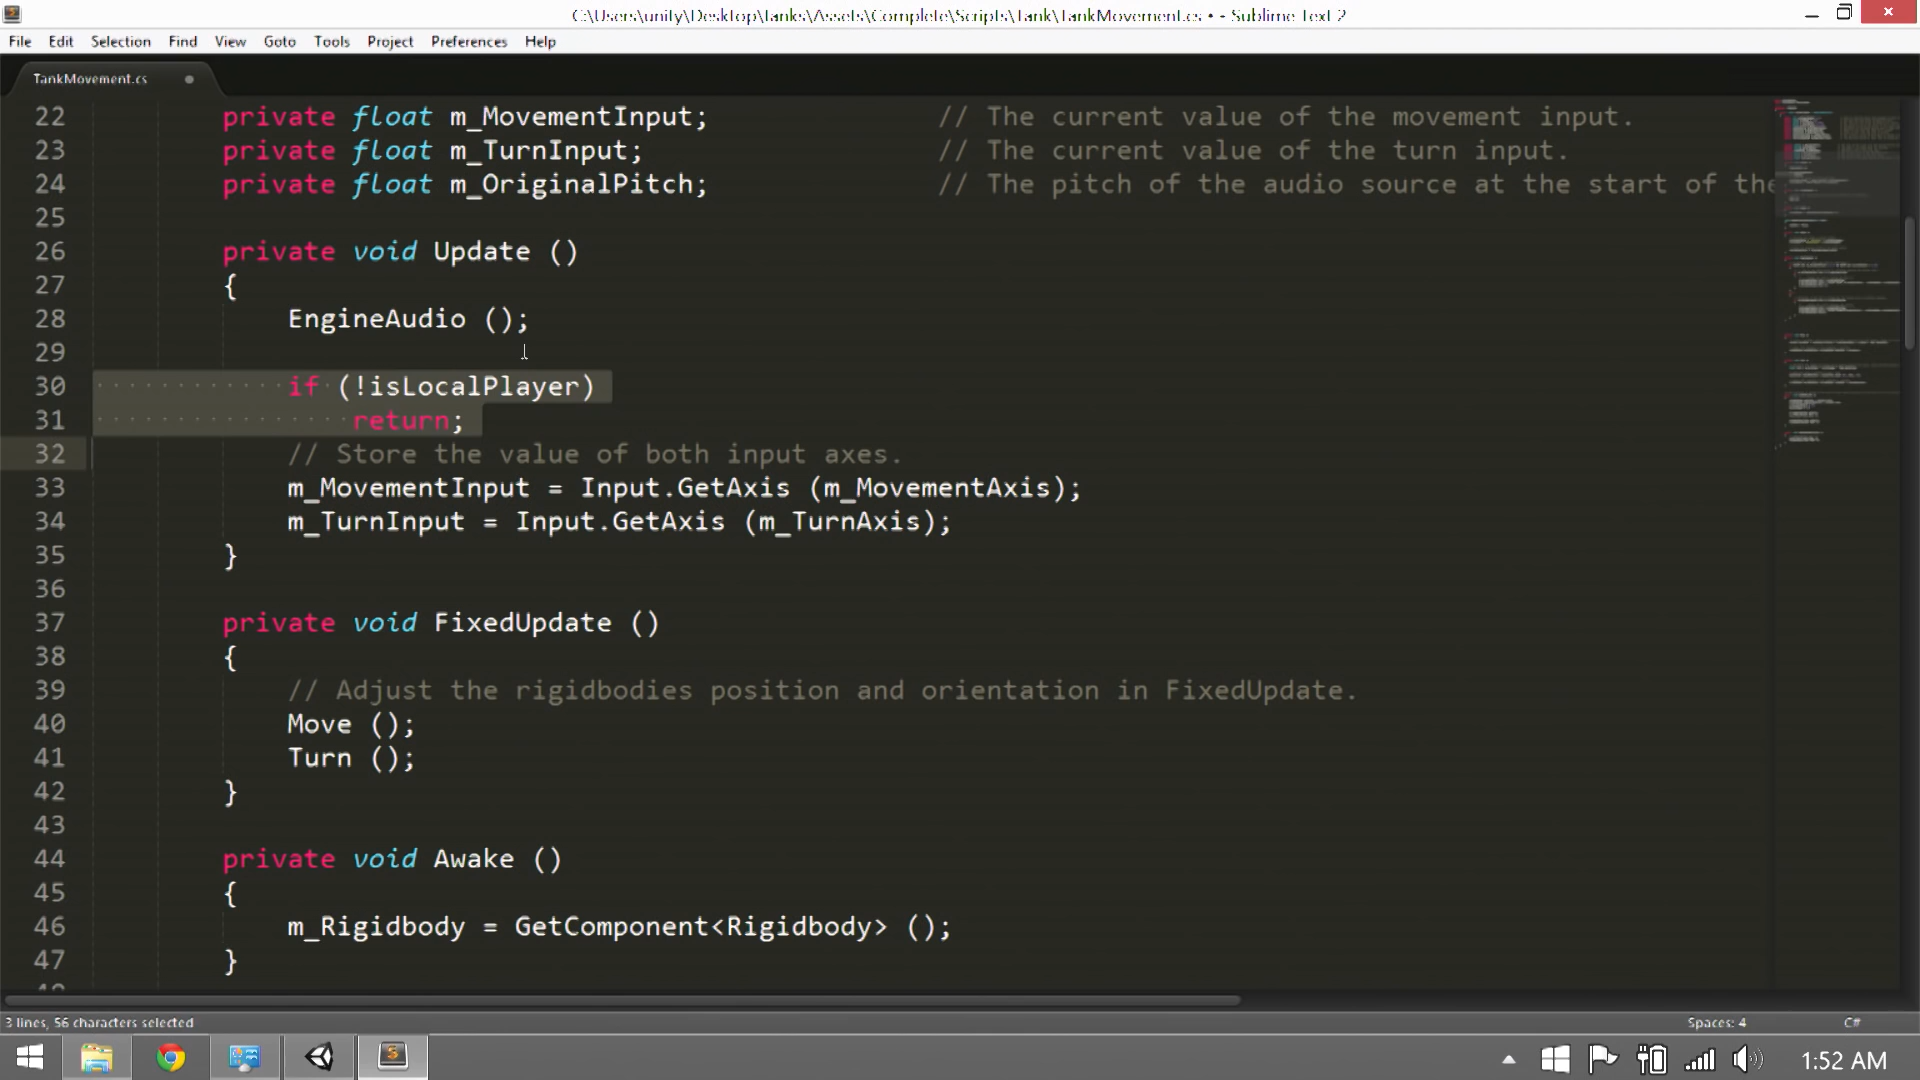 C:\Users\unity\Desktop\tanks\Assets\Complete\Scripts\Tank\TankMovement.cs • - Sublime Text 2
File Edit Selection Find View Goto Tools Project Preferences Help
TankMovement.cs
22 private float m_MovementInput; // The current value of the movement input.
23 private float m_TurnInput; // The current value of the turn input.
24 private float m_OriginalPitch; // The pitch of the audio source at the start of the
25
26 private void Update ()
27 {
28 EngineAudio ();
29
30 if (!isLocalPlayer)
31 return;
32 // Store the value of both input axes.
33 m_MovementInput = Input.GetAxis (m_MovementAxis);
34 m_TurnInput = Input.GetAxis (m_TurnAxis);
35 }
36
37 private void FixedUpdate ()
38 {
39 // Adjust the rigidbodies position and orientation in FixedUpdate.
40 Move ();
41 Turn ();
42 }
43
44 private void Awake ()
45 {
46 m_Rigidbody = GetComponent<Rigidbody> ();
47 }
48
3 lines, 56 characters selected Spaces: 4 C#
1:52 AM